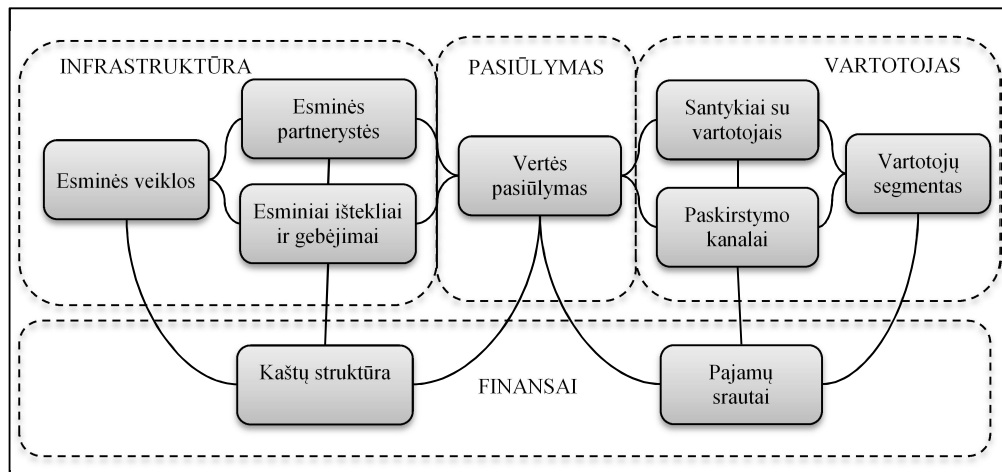 INFRASTRUKTŪRA
PASIŪLYMAS
VARTOTOJAS
Esminės
partnerystės
Santykiai su
vartotojais
Esminės veiklos
Vertės
pasiūlymas
Vartotojų
segmentas
Esminiai ištekliai
ir gebėjimai
Paskirstymo
kanalai
Kaštų struktūra
FINANSAI
Pajamų
srautai